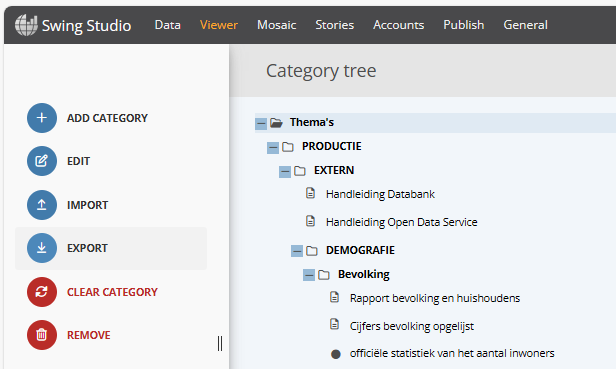 Swing Studio Data Viewer Mosaic Stories Accounts Publish General
Category tree
ADD CATEGORY
EDIT
IMPORT
EXPORT
CLEAR CATEGORY
REMOVE
Thema's
PRODUCTIE
EXTERN
Handleiding Databank
Handleiding Open Data Service
DEMOGRAFIE
Bevolking
Rapport bevolking en huishoudens
Cijfers bevolking opgelijst
officiële statistiek van het aantal inwoners